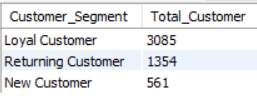 Customer_Segment Total_Customer
Loyal Customer 3085
Returning Customer 1354
New Customer 561